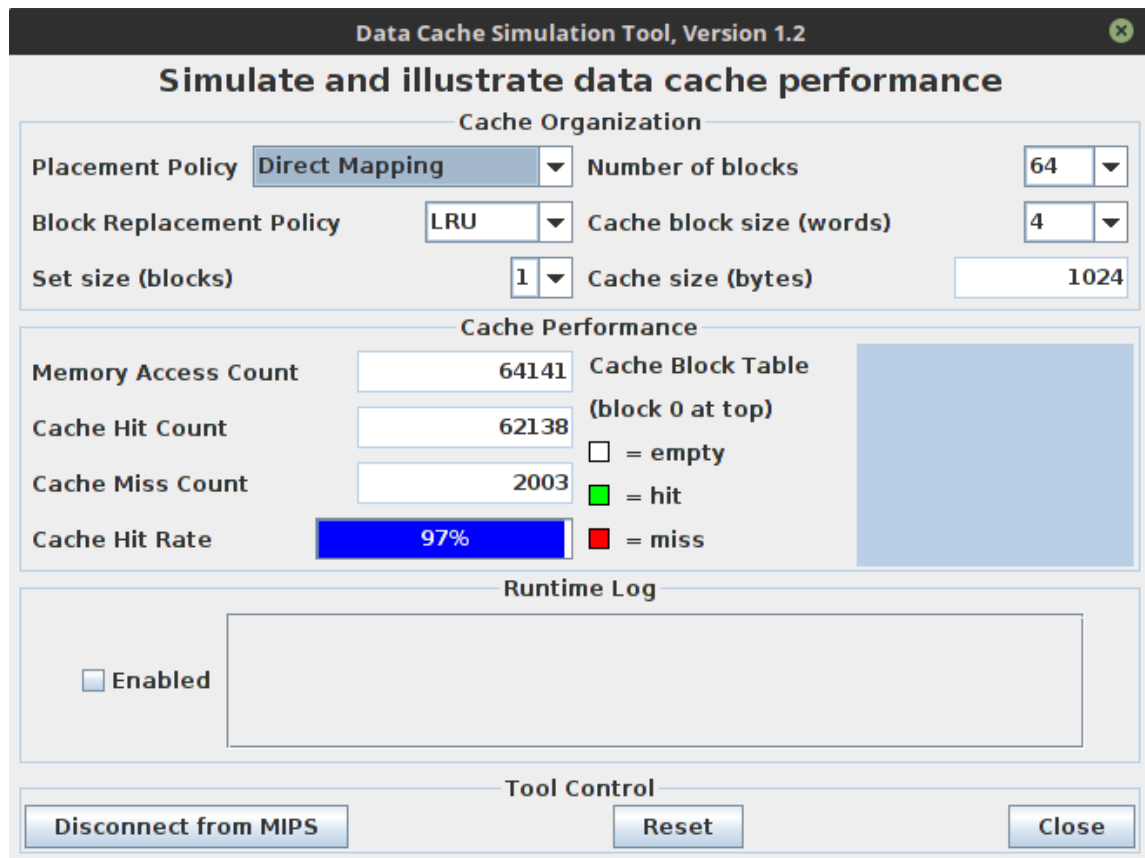 Data Cache Simulation Tool, Version 1.2
Simulate and illustrate data cache performance
Cache Organization
Placement Policy Direct Mapping Number of blocks 64
Block Replacement Policy LRU Cache block size (words) 4
Set size (blocks) 1 Cache size (bytes) 1024
Cache Performance
Memory Access Count 64141
Cache Hit Count 62138
Cache Miss Count 2003
Cache Hit Rate 97%
Cache Block Table
(block 0 at top)
= empty
= hit
= miss
Runtime Log
Enabled
Tool Control
Disconnect from MIPS Reset Close